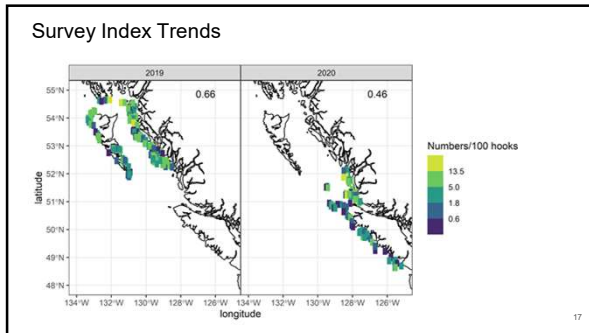 Survey Index Trends
2019 2020
0.66 0.46
55°N
54°N
53°N
52°N
51°N
50°N
49°N
48°N
latitude
134°W 132°W 130°W 128°W 126°W 134°W 132°W 130°W 128°W 126°W
longitude
Numbers/100 hooks
13.5
5.0
1.8
0.6
17